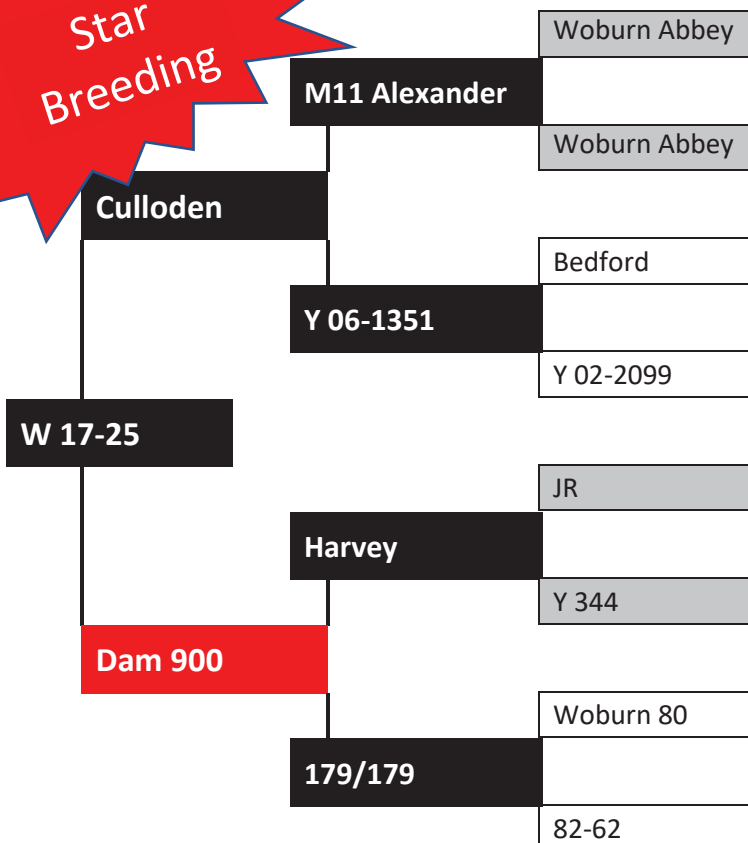 Star
Breeding
Woburn Abbey
M11 Alexander
Woburn Abbey
Culloden
Bedford
Y 06-1351
Y 02-2099
W 17-25
JR
Harvey
Y 344
Dam 900
Woburn 80
179/179
82-62